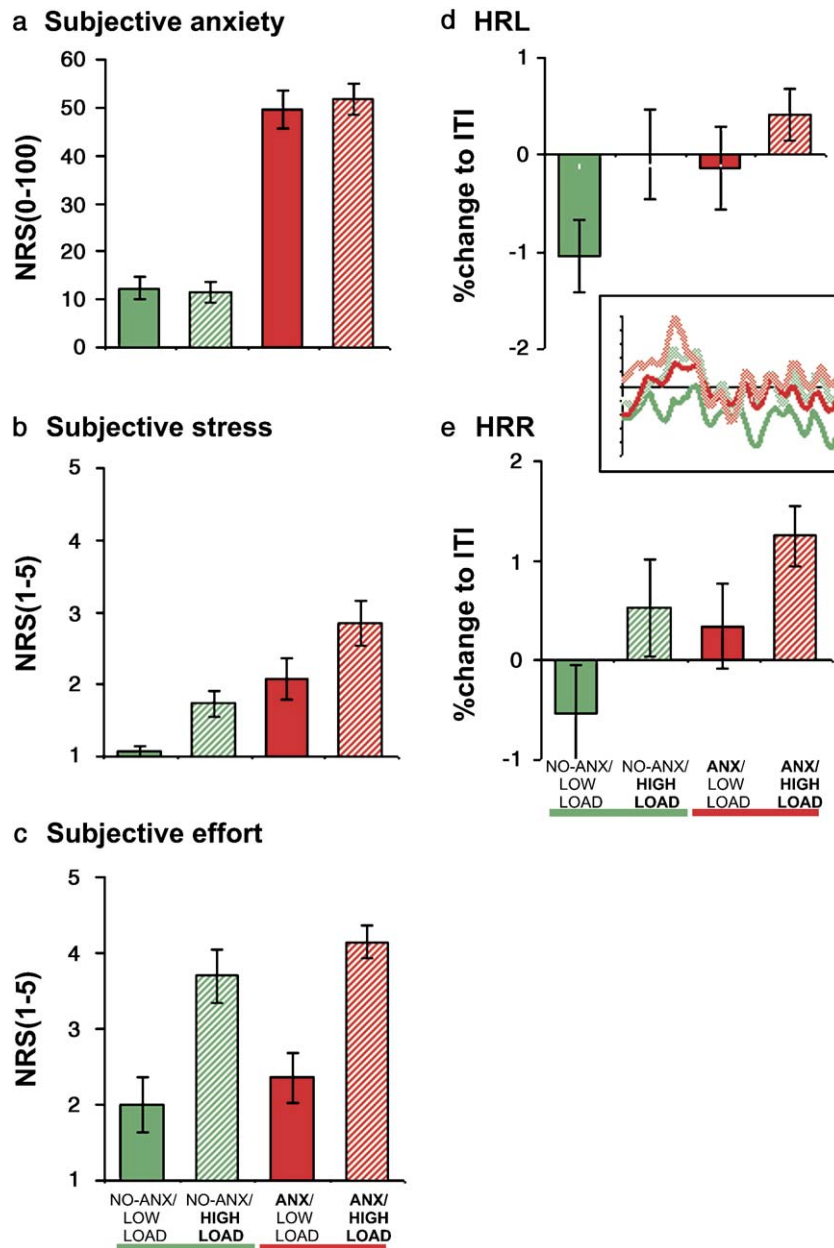 a Subjective anxiety
NRS(0-100)
60
50
40
30
20
10
0
b Subjective stress
NRS(1-5)
5
4
3
2
1
c Subjective effort
NRS(1-5)
5
4
3
2
1
NO-ANX/
LOW
LOAD
NO-ANX/
HIGH
LOAD
ANX/
LOW
LOAD
ANX/
HIGH
LOAD
d HRL
%change to ITI
1
0
-1
-2
e HRR
%change to ITI
2
1
0
-1
NO-ANX/
LOW
LOAD
NO-ANX/
HIGH
LOAD
ANX/
LOW
LOAD
ANX/
HIGH
LOAD